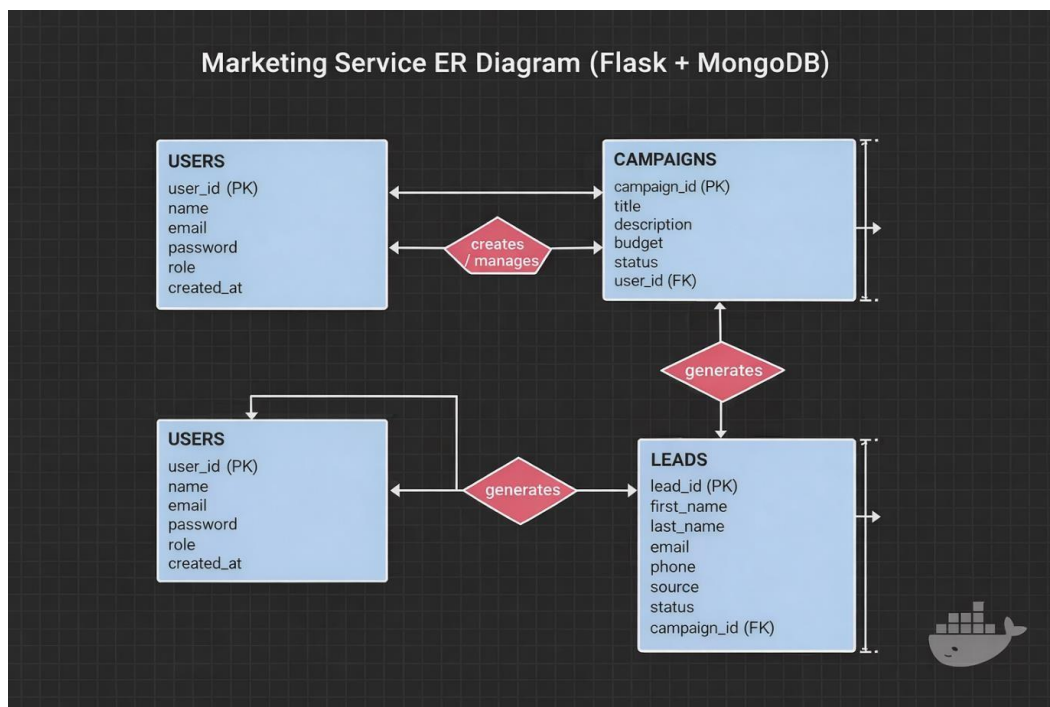 Marketing Service ER Diagram (Flask + MongoDB)
USERS
user_id (PK)
name
email
password
role
created_at
creates
/ manages
CAMPAIGNS
campaign_id (PK)
title
description
budget
status
user_id (FK)
generates
USERS
user_id (PK)
name
email
password
role
created_at
generates
LEADS
lead_id (PK)
first_name
last_name
email
phone
source
status
campaign_id (FK)